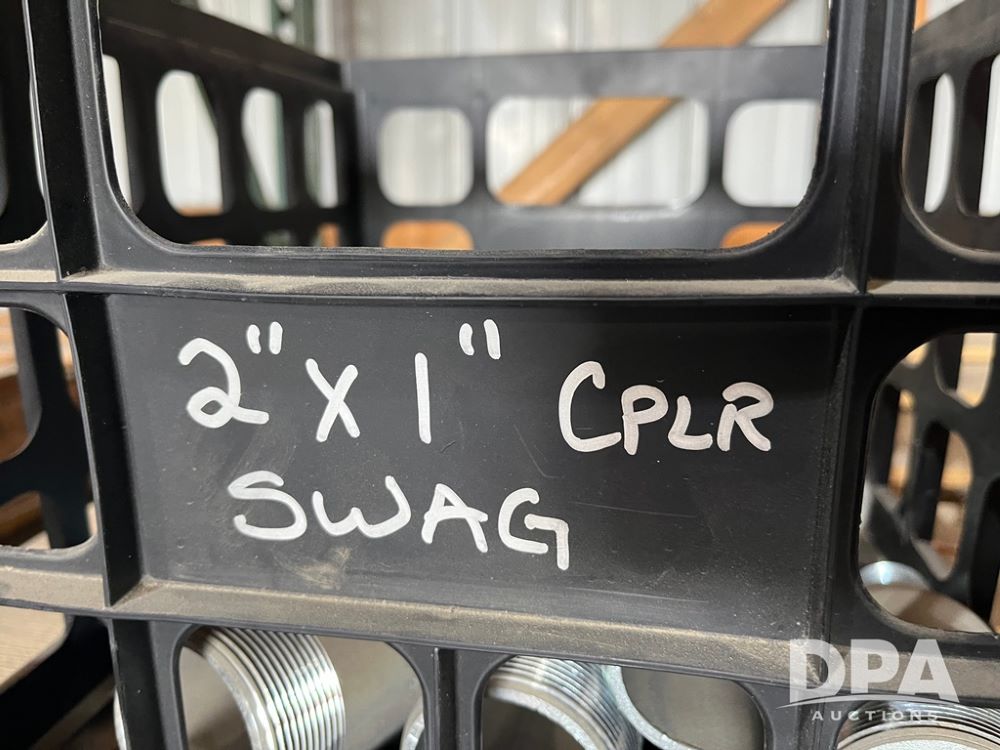 2" X 1" CPLR
SWAG
DPA
AUCTIONS